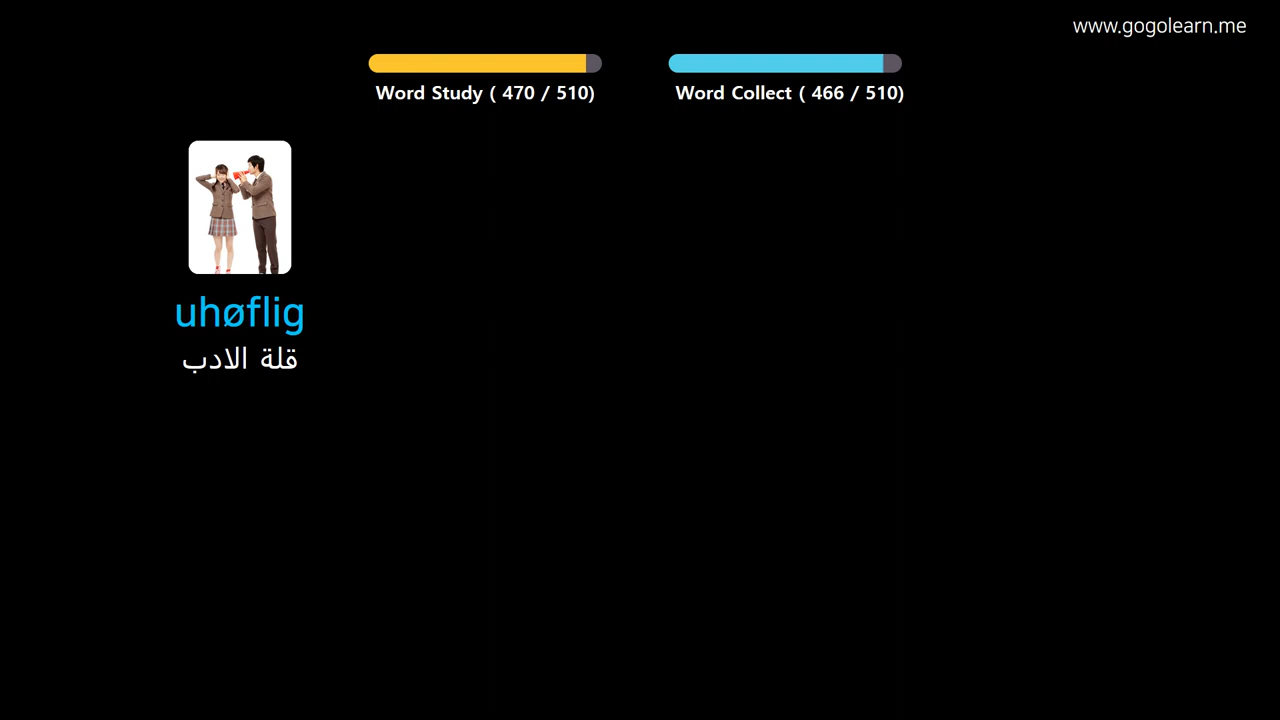 www.gogolearn.me
Word Study ( 470 / 510)
Word Collect ( 466 / 510)
uhøflig
قلة الادب